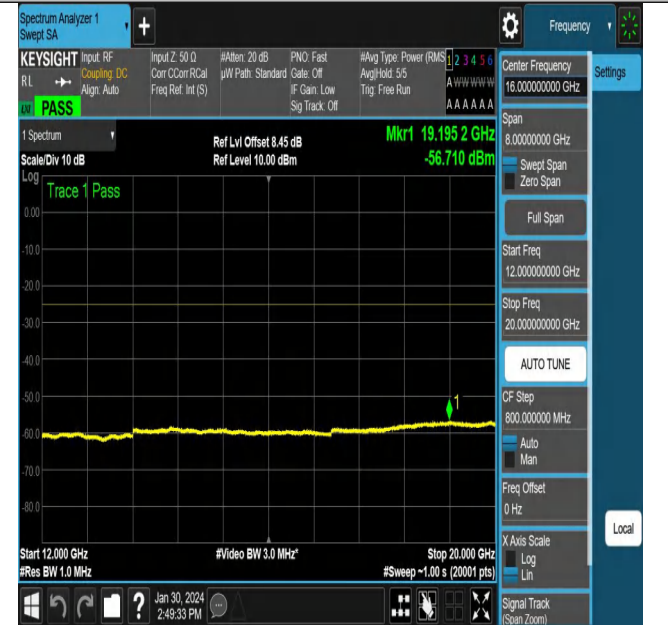 Spectrum Analyzer 1
Swept SA
+
Frequency
KEYSIGHT
RL
LXI
PASS
Input: RF
Coupling: DC
Align: Auto
Input Z: 50 Ω
Corr CCorr RCal
Freq Ref: Int (S)
#Atten: 20 dB
µW Path: Standard
PNO: Fast
Gate: Off
IF Gain: Low
Sig Track: Off
#Avg Type: Power (RMS
Avg|Hold: 5/5
Trig: Free Run
1 2 3 4 5 6
A W W W W W
A A A A A A
1 Spectrum
Scale/Div 10 dB
Ref Lvl Offset 8.45 dB
Ref Level 10.00 dBm
Mkr1 19.195 2 GHz
-56.710 dBm
Log
Trace 1 Pass
0.00
-10.0
-20.0
-30.0
-40.0
-50.0
-60.0
-70.0
-80.0
1
Start 12.000 GHz
#Res BW 1.0 MHz
#Video BW 3.0 MHz*
Stop 20.000 GHz
#Sweep ~1.00 s (20001 pts)
?
Jan 30, 2024
2:49:33 PM
Center Frequency
16.000000000 GHz
Settings
Span
8.00000000 GHz
Swept Span
Zero Span
Full Span
Start Freq
12.000000000 GHz
Stop Freq
20.000000000 GHz
AUTO TUNE
CF Step
800.000000 MHz
Auto
Man
Freq Offset
0 Hz
X Axis Scale
Log
Lin
Local
Signal Track
(Span Zoom)